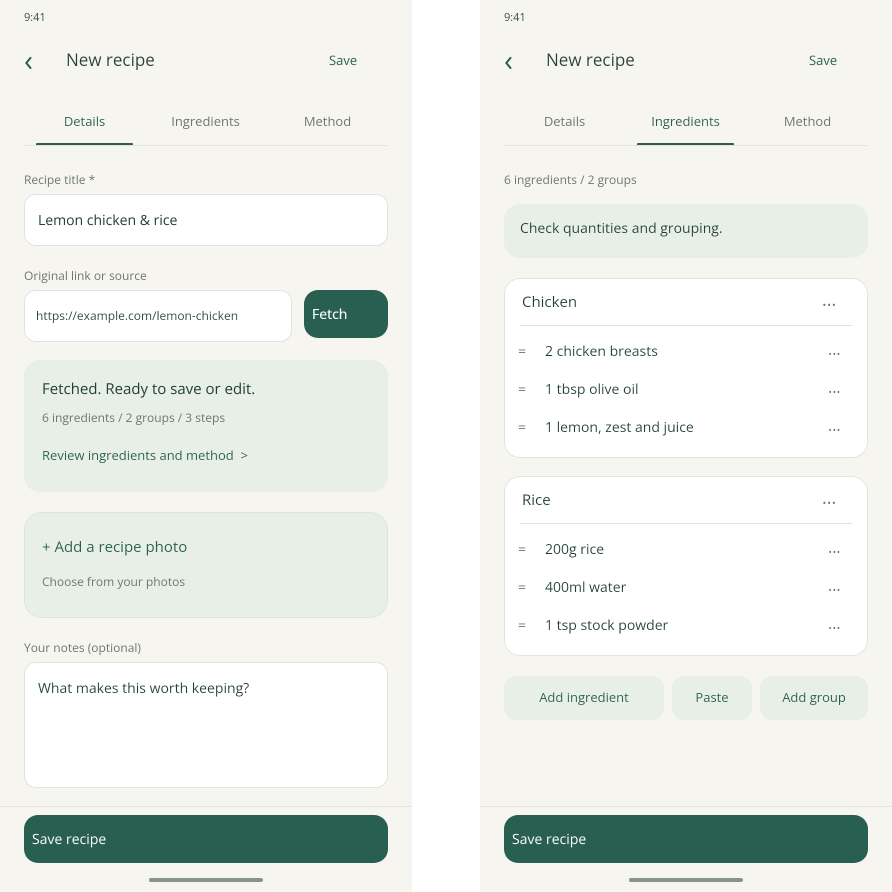 9:41
‹ New recipe Save
Details Ingredients Method
Recipe title *
Lemon chicken & rice
Original link or source
https://example.com/lemon-chicken Fetch
Fetched. Ready to save or edit.
6 ingredients / 2 groups / 3 steps
Review ingredients and method >
+ Add a recipe photo
Choose from your photos
Your notes (optional)
What makes this worth keeping?
Save recipe
9:41
‹ New recipe Save
Details Ingredients Method
6 ingredients / 2 groups
Check quantities and grouping.
Chicken ...
= 2 chicken breasts ...
= 1 tbsp olive oil ...
= 1 lemon, zest and juice ...
Rice ...
= 200g rice ...
= 400ml water ...
= 1 tsp stock powder ...
Add ingredient Paste Add group
Save recipe